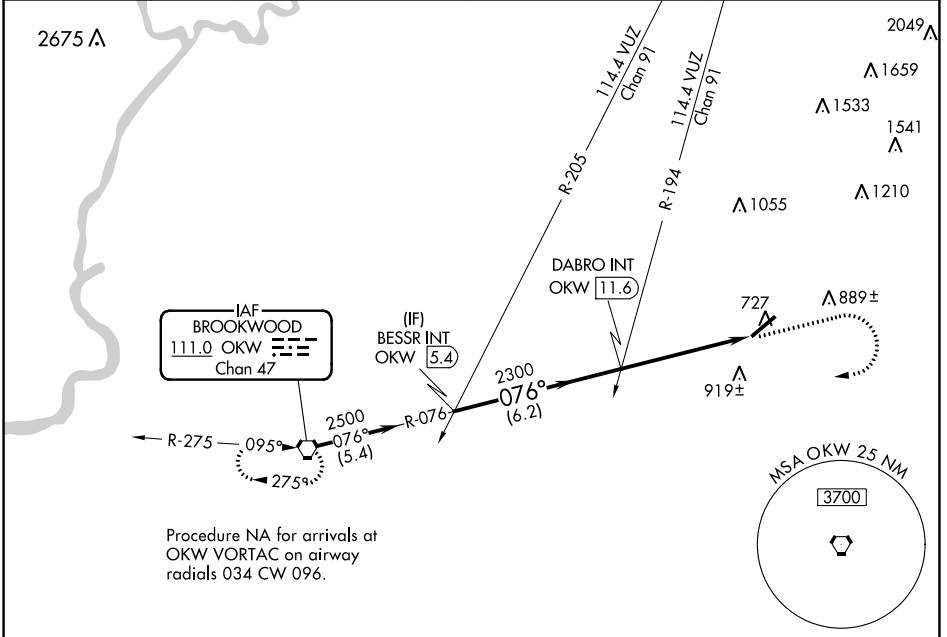 2675
2049
1659
1533
1541
1210
1055
114.4 VUZ
Chan 91
114.4 VUZ
Chan 91
R-205
R-194
DABRO INT
OKW 11.6
727
889±
919±
IAF
BROOKWOOD
111.0 OKW
Chan 47
(IF)
BESSR INT
OKW 5.4
2300
076°
(6.2)
2500
076°
(5.4)
R-076
R-275
095°
275°
MSA OKW 25 NM
3700
Procedure NA for arrivals at
OKW VORTAC on airway
radials 034 CW 096.